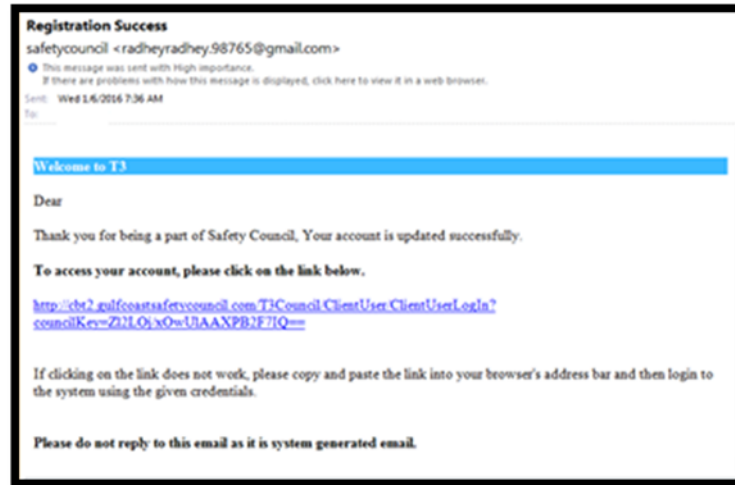 Registration Success
safetycouncil <radheyradhey.98765@gmail.com>
This message was sent with High importance.
If there are problems with how this message is displayed, click here to view it in a web browser.
Sent: Wed 1/6/2016 7:36 AM
To:
Welcome to T3
Dear
Thank you for being a part of Safety Council, Your account is updated successfully.
To access your account, please click on the link below.
http://cbt2.gulfcoastsafetycouncil.com/T3Council/ClientUser/ClientUserLogIn?
If clicking on the link does not work, please copy and paste the link into your browser's address bar and then login to
the system using the given credentials.
Please do not reply to this email as it is system generated email.